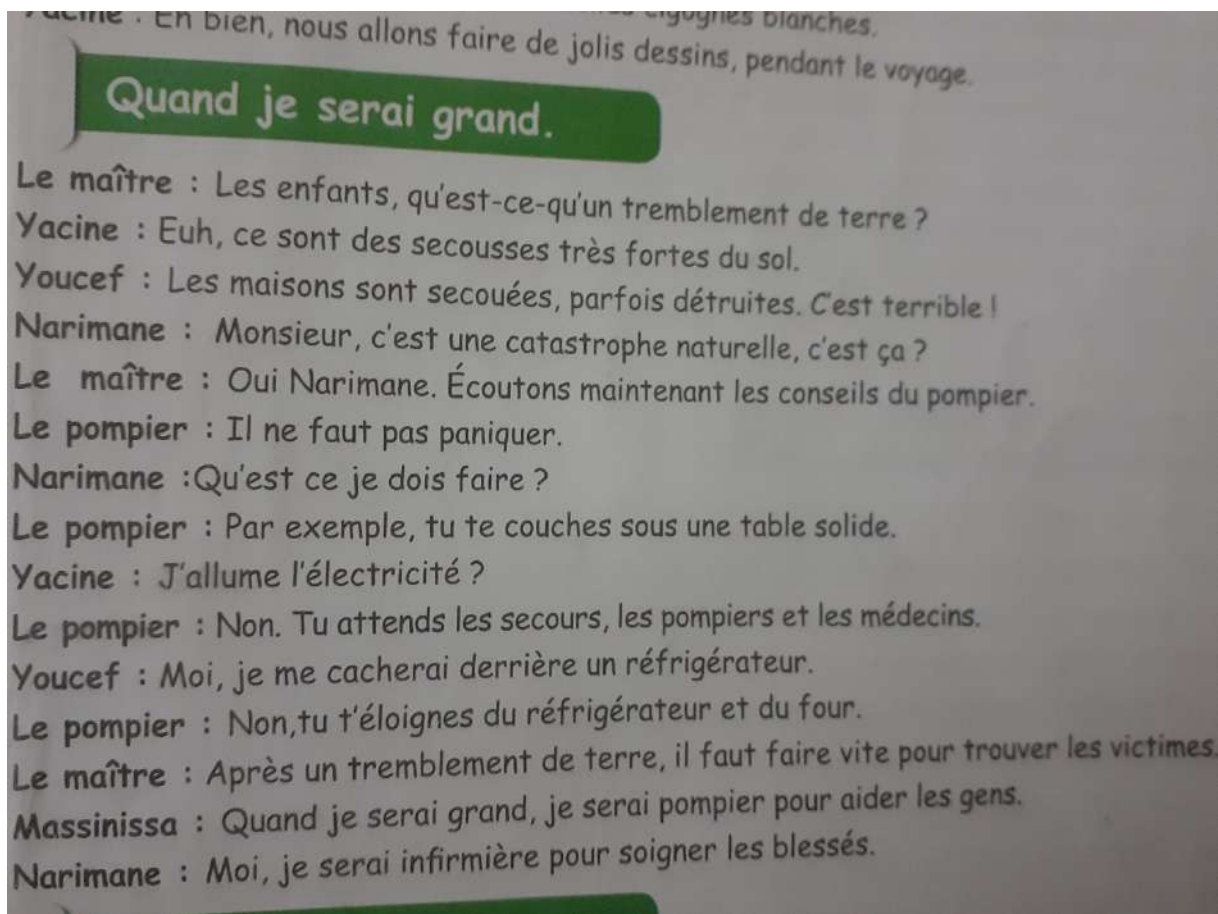 cigognes blanches.
Yacine : Eh bien, nous allons faire de jolis dessins, pendant le voyage.
Quand je serai grand.
Le maître : Les enfants, qu'est-ce-qu'un tremblement de terre ?
Yacine : Euh, ce sont des secousses très fortes du sol.
Youcef : Les maisons sont secouées, parfois détruites. C'est terrible !
Narimane : Monsieur, c'est une catastrophe naturelle, c'est ça ?
Le maître : Oui Narimane. Écoutons maintenant les conseils du pompier.
Le pompier : Il ne faut pas paniquer.
Narimane :Qu'est ce je dois faire ?
Le pompier : Par exemple, tu te couches sous une table solide.
Yacine : J'allume l'électricité ?
Le pompier : Non. Tu attends les secours, les pompiers et les médecins.
Youcef : Moi, je me cacherai derrière un réfrigérateur.
Le pompier : Non,tu t'éloignes du réfrigérateur et du four.
Le maître : Après un tremblement de terre, il faut faire vite pour trouver les victimes.
Massinissa : Quand je serai grand, je serai pompier pour aider les gens.
Narimane : Moi, je serai infirmière pour soigner les blessés.